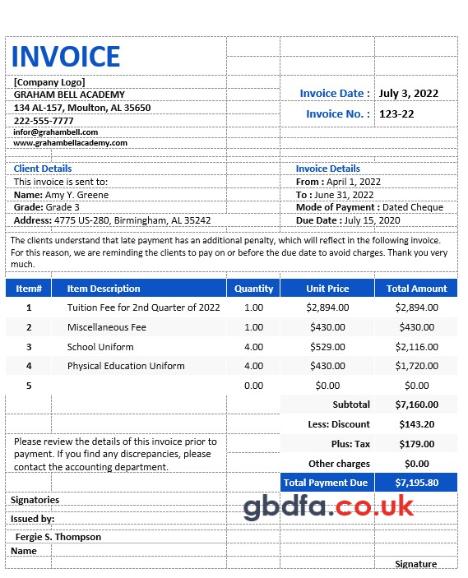 INVOICE
[Company Logo]
GRAHAM BELL ACADEMY
134 AL-157, Moulton, AL 35650
222-555-7777
infor@grahambell.com
www.grahambellacademy.com
Invoice Date : July 3, 2022
Invoice No. : 123-22
Client Details
This invoice is sent to:
Name: Amy Y. Greene
Grade: Grade 3
Address: 4775 US-280, Birmingham, AL 35242
Invoice Details
From : April 1, 2022
To : June 31, 2022
Mode of Payment : Dated Cheque
Due Date : July 15, 2020
The clients understand that late payment has an additional penalty, which will reflect in the following invoice.
For this reason, we are reminding the clients to pay on or before the due date to avoid charges. Thank you very
much.
Item# Item Description Quantity Unit Price Total Amount
1 Tuition Fee for 2nd Quarter of 2022 1.00 $2,894.00 $2,894.00
2 Miscellaneous Fee 1.00 $430.00 $430.00
3 School Uniform 4.00 $529.00 $2,116.00
4 Physical Education Uniform 4.00 $430.00 $1,720.00
5 0.00 $0.00 $0.00
Subtotal $7,160.00
Less: Discount $143.20
Plus: Tax $179.00
Other charges $0.00
Total Payment Due $7,195.80
Please review the details of this invoice prior to
payment. If you find any discrepancies, please
contact the accounting department.
Signatories
gbdfa.co.uk
Issued by:
Fergie S. Thompson
Name
Signature